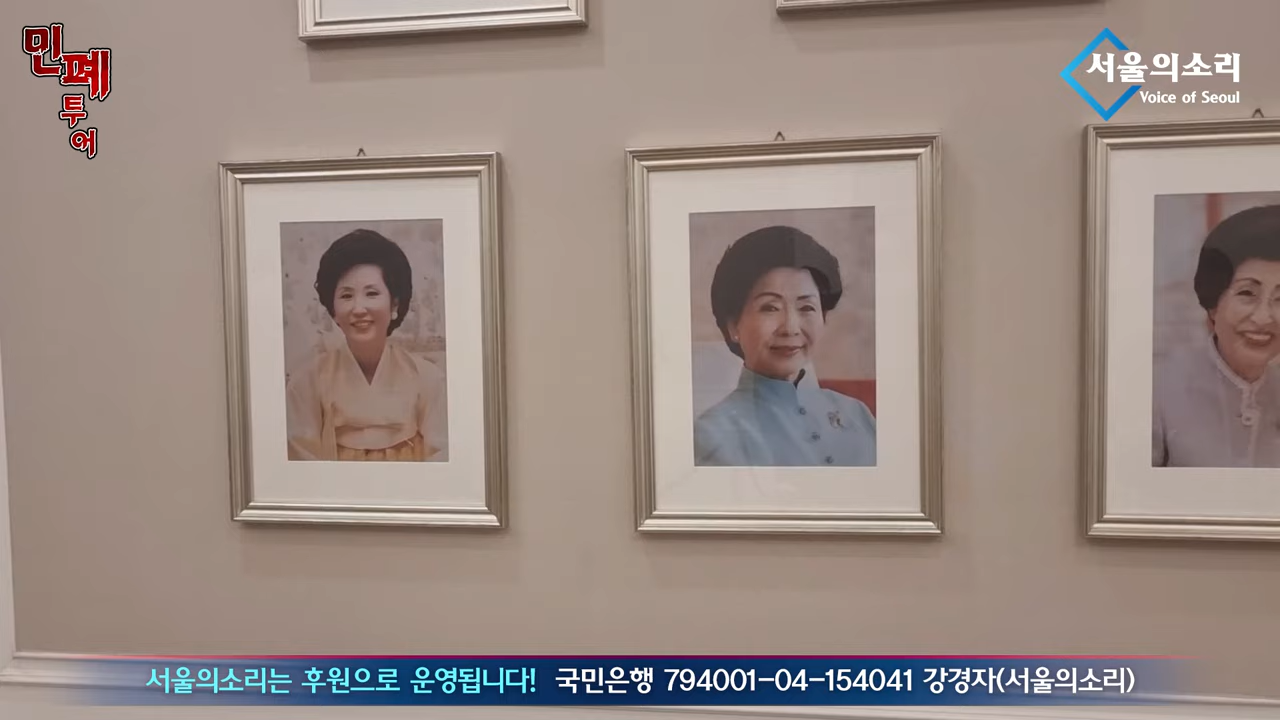 민폐
투
어
서울의소리
Voice of Seoul
서울의소리는 후원으로 운영됩니다! 국민은행 794001-04-154041 강경자(서울의소리)